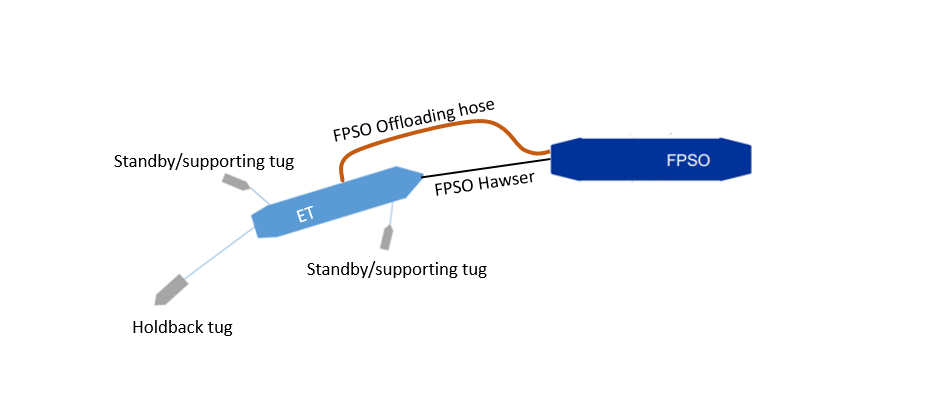 FPSO Offloading hose
Standby/supporting tug
FPSO
FPSO Hawser
ET
Standby/supporting tug
Holdback tug